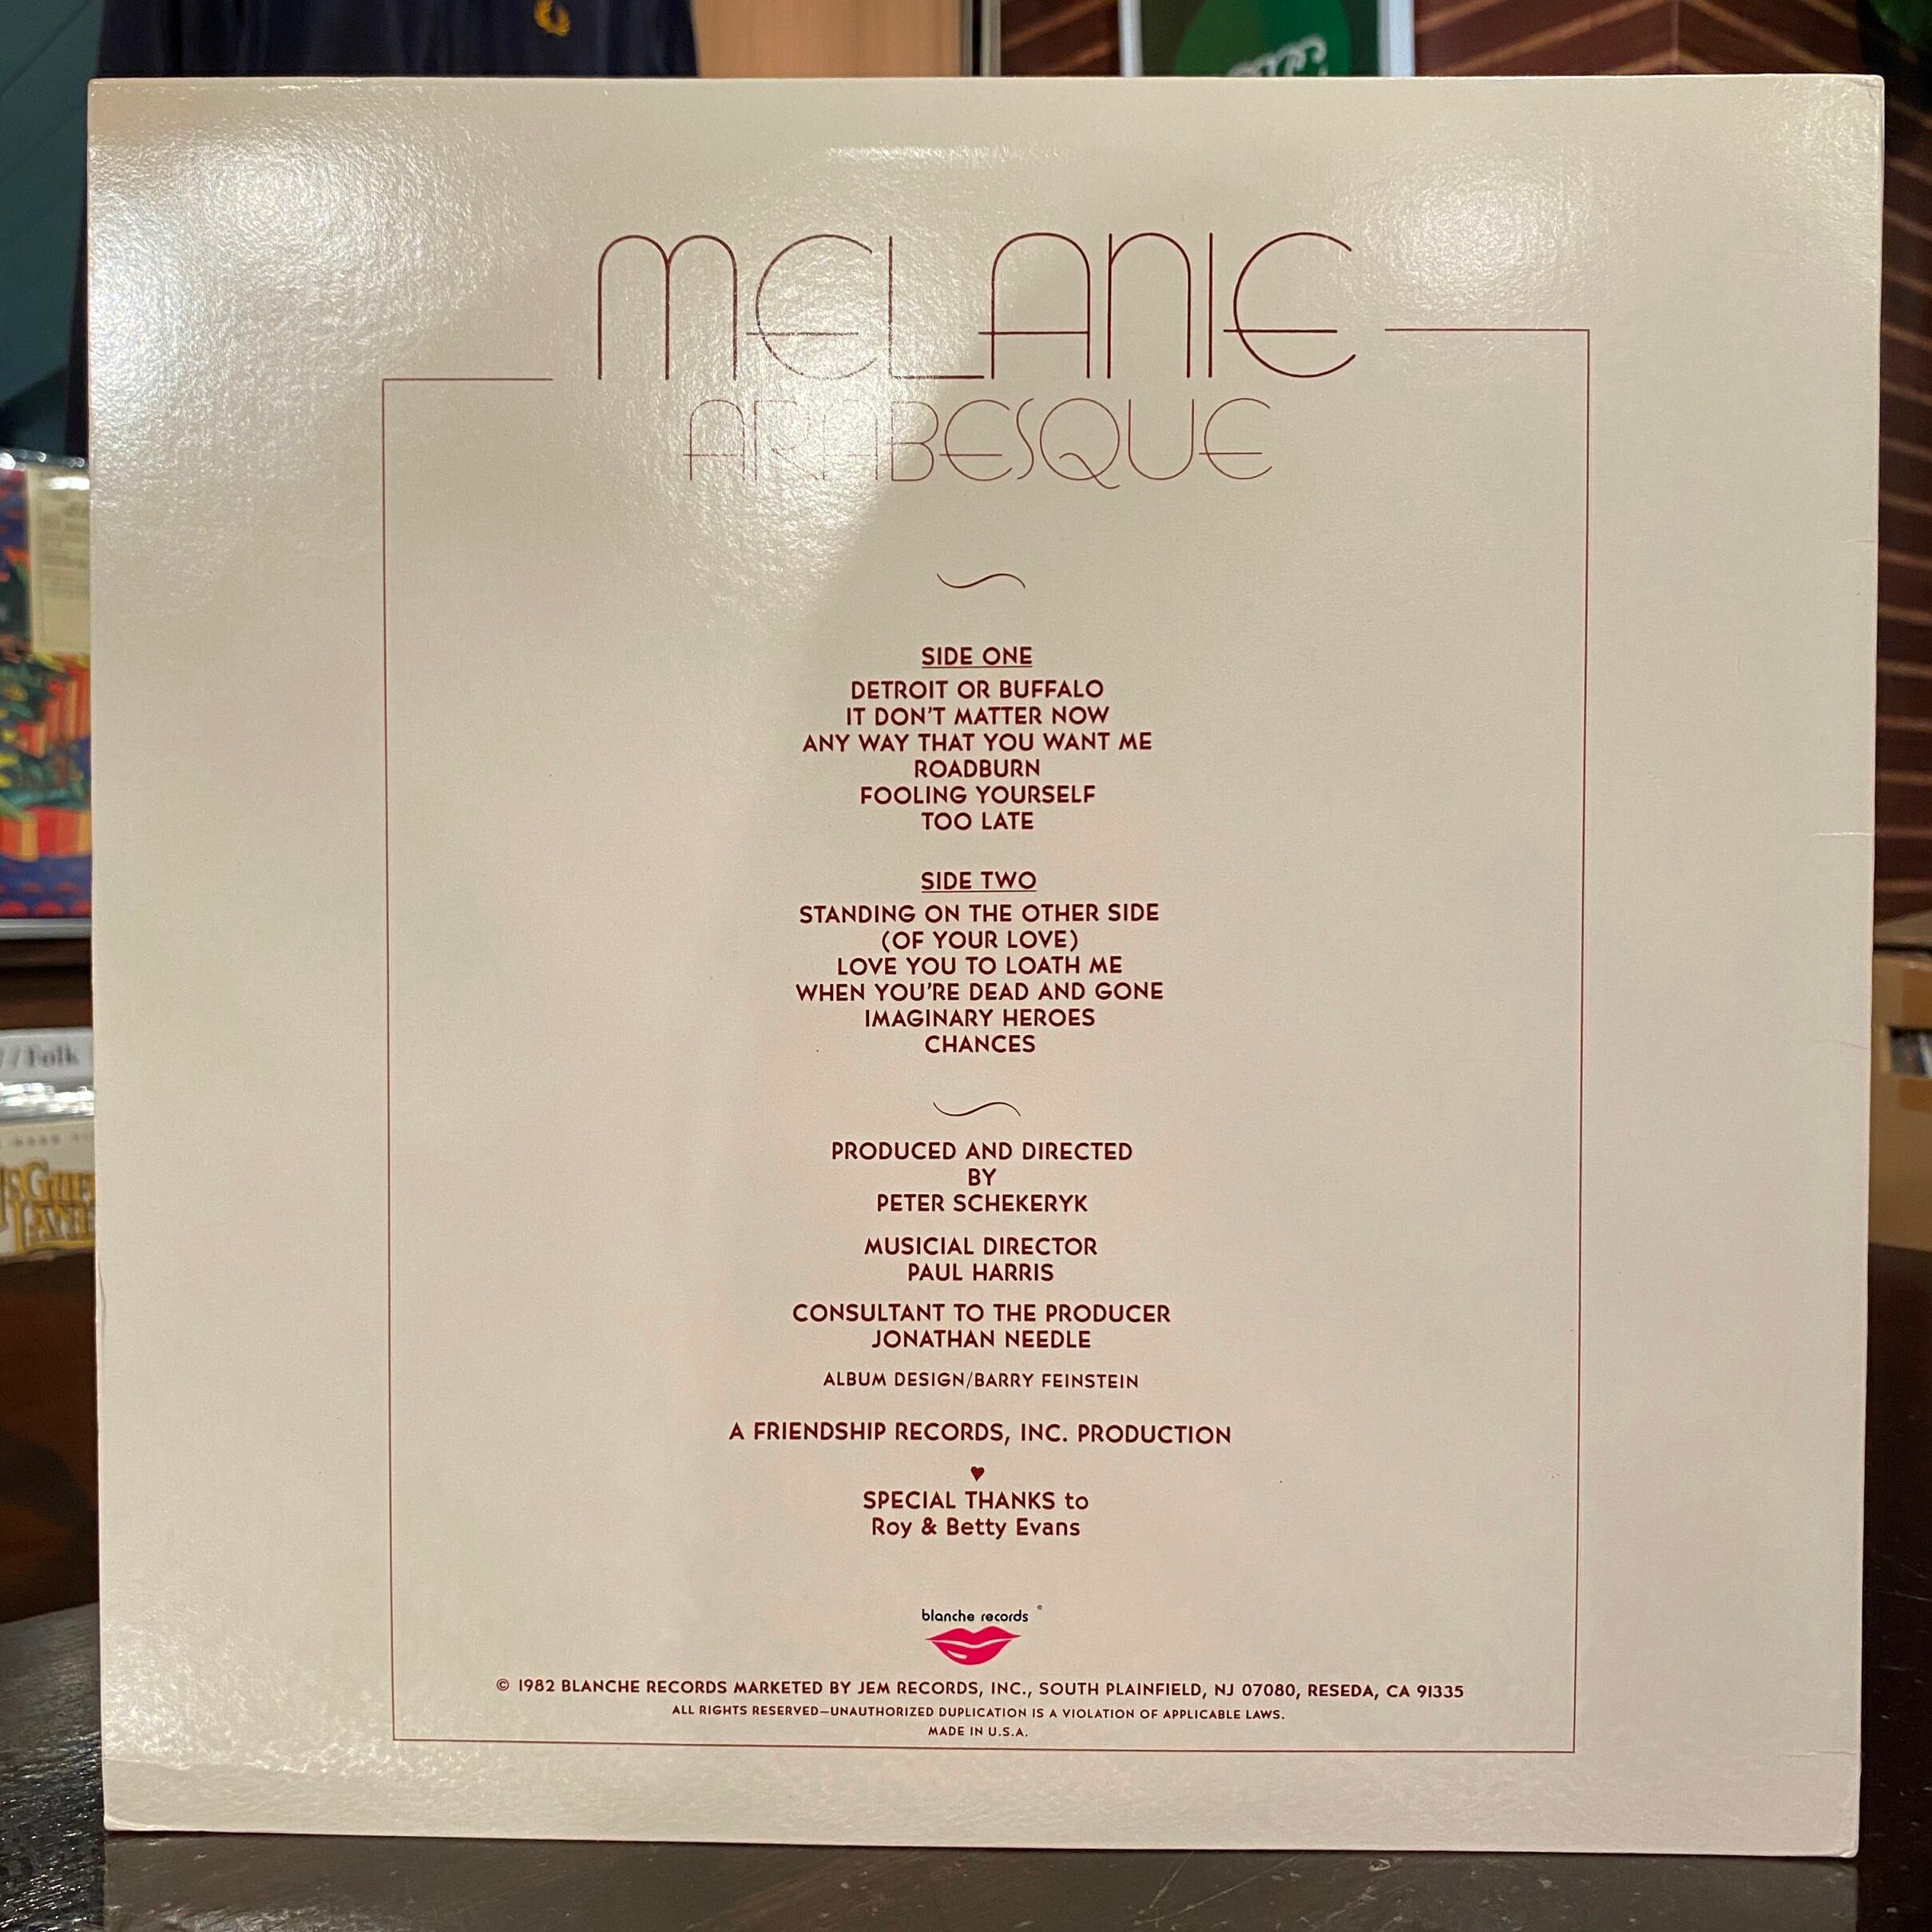 MELANIE
ARABESQUE
SIDE ONE
DETROIT OR BUFFALO
IT DON'T MATTER NOW
ANY WAY THAT YOU WANT ME
ROADBURN
FOOLING YOURSELF
TOO LATE
SIDE TWO
STANDING ON THE OTHER SIDE
(OF YOUR LOVE)
LOVE YOU TO LOATH ME
WHEN YOU'RE DEAD AND GONE
IMAGINARY HEROES
CHANCES
PRODUCED AND DIRECTED
BY
PETER SCHEKERYK
MUSICIAL DIRECTOR
PAUL HARRIS
CONSULTANT TO THE PRODUCER
JONATHAN NEEDLE
ALBUM DESIGN/BARRY FEINSTEIN
A FRIENDSHIP RECORDS, INC. PRODUCTION
♥
SPECIAL THANKS to
Roy & Betty Evans
blanche records
© 1982 BLANCHE RECORDS MARKETED BY JEM RECORDS, INC., SOUTH PLAINFIELD, NJ 07080, RESEDA, CA 91335
ALL RIGHTS RESERVED—UNAUTHORIZED DUPLICATION IS A VIOLATION OF APPLICABLE LAWS.
MADE IN U.S.A.
/ Folk